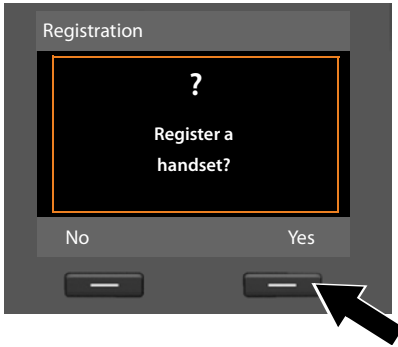 Registration
?
Register a
handset?
No Yes